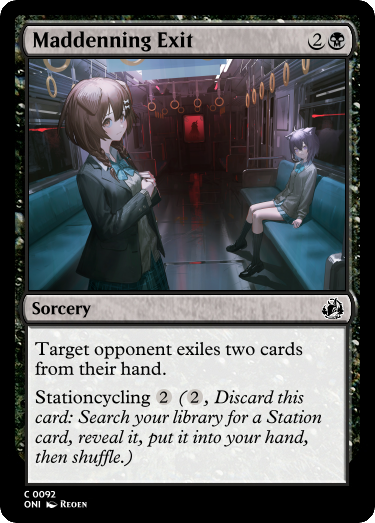 Maddenning Exit 2
Sorcery
Target opponent exiles two cards
from their hand.
Stationcycling 2 (2, Discard this
card: Search your library for a Station
card, reveal it, put it into your hand,
then shuffle.)
C 0092
ONI Reoen